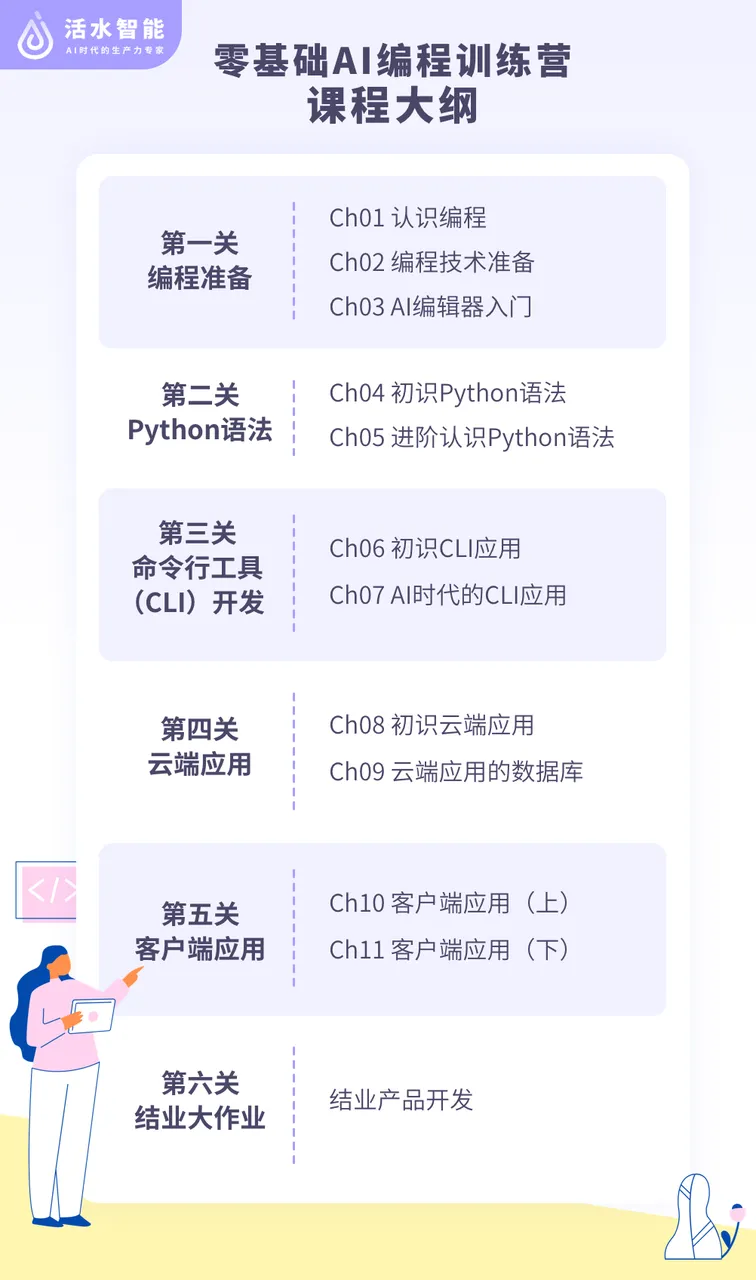 活水智能
AI时代的生产力专家
零基础AI编程训练营
课程大纲
第一关
编程准备
Ch01 认识编程
Ch02 编程技术准备
Ch03 AI编辑器入门
第二关
Python语法
Ch04 初识Python语法
Ch05 进阶认识Python语法
第三关
命令行工具
（CLI）开发
Ch06 初识CLI应用
Ch07 AI时代的CLI应用
第四关
云端应用
Ch08 初识云端应用
Ch09 云端应用的数据库
第五关
客户端应用
Ch10 客户端应用（上）
Ch11 客户端应用（下）
第六关
结业大作业
结业产品开发
</>